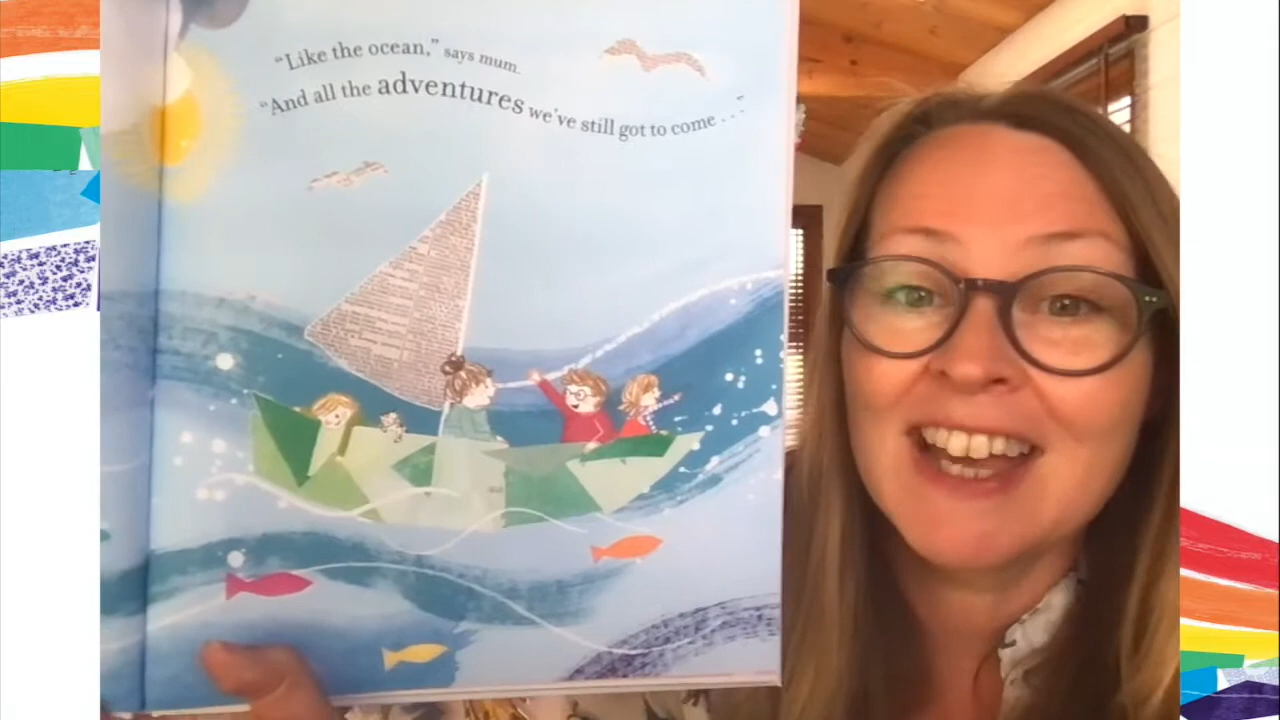 “Like the ocean,” says mum.
“And all the adventures we’ve still got to come . . .”